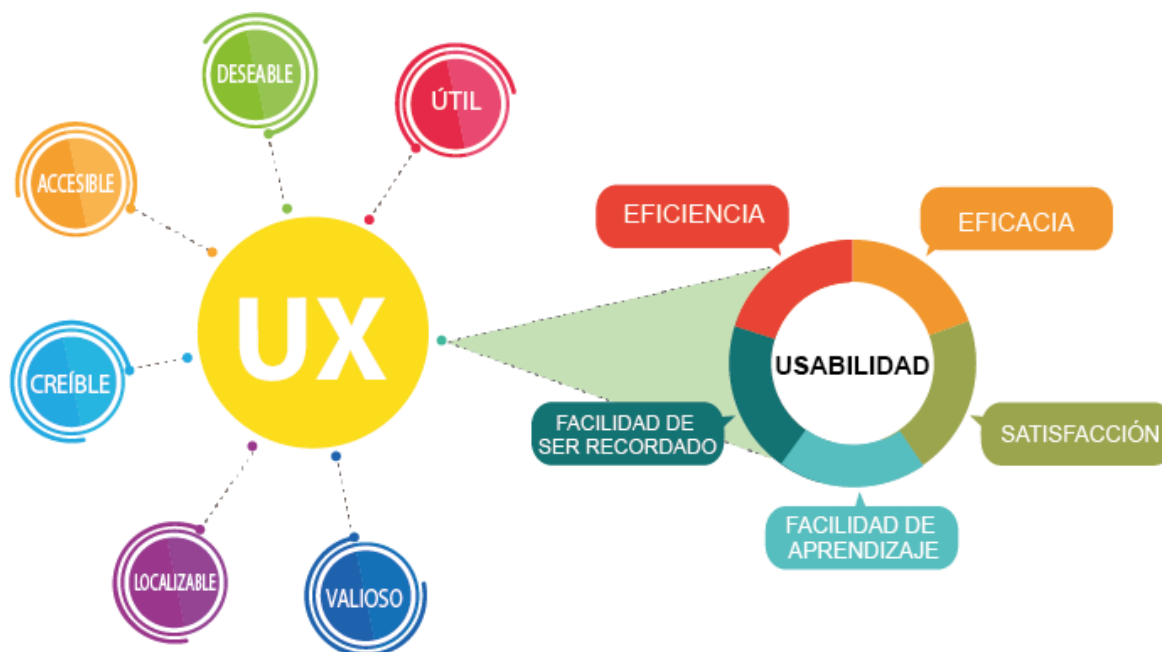 DESEABLE
ÚTIL
ACCESIBLE
UX
CREÍBLE
LOCALIZABLE
VALIOSO
EFICIENCIA
EFICACIA
USABILIDAD
FACILIDAD DE
SER RECORDADO
SATISFACCIÓN
FACILIDAD DE
APRENDIZAJE